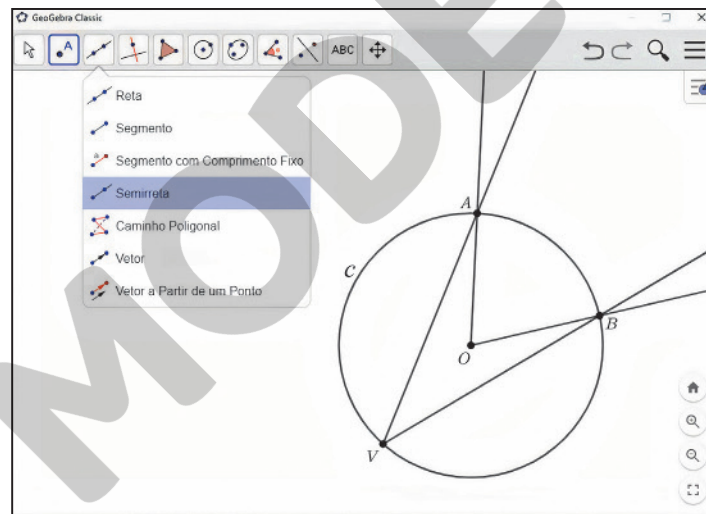 GeoGebra Classic
ABC
Reta
Segmento
Segmento com Comprimento Fixo
Semirreta
Caminho Poligonal
Vetor
Vetor a Partir de um Ponto
A
C
B
O
V